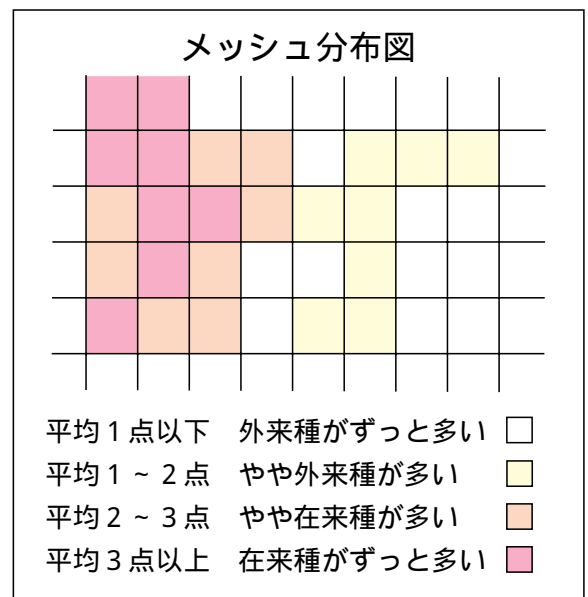 メッシュ分布図
平均1点以下 外来種がずっと多い
平均1 ~ 2点 やや外来種が多い
平均2 ~ 3点 やや在来種が多い
平均3点以上 在来種がずっと多い